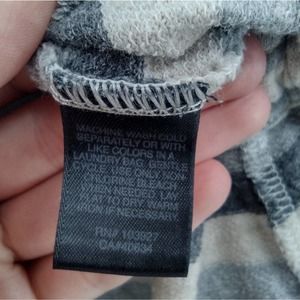 MACHINE WASH COLD
SEPARATELY OR WITH
LIKE COLORS IN A
LAUNDRY BAG. GENTLE
CYCLE. USE ONLY NON-
CHLORINE BLEACH
WHEN NEEDED. LAY
FLAT TO DRY. WARM
IRON IF NECESSARY.
RN# 103927
CA#40634